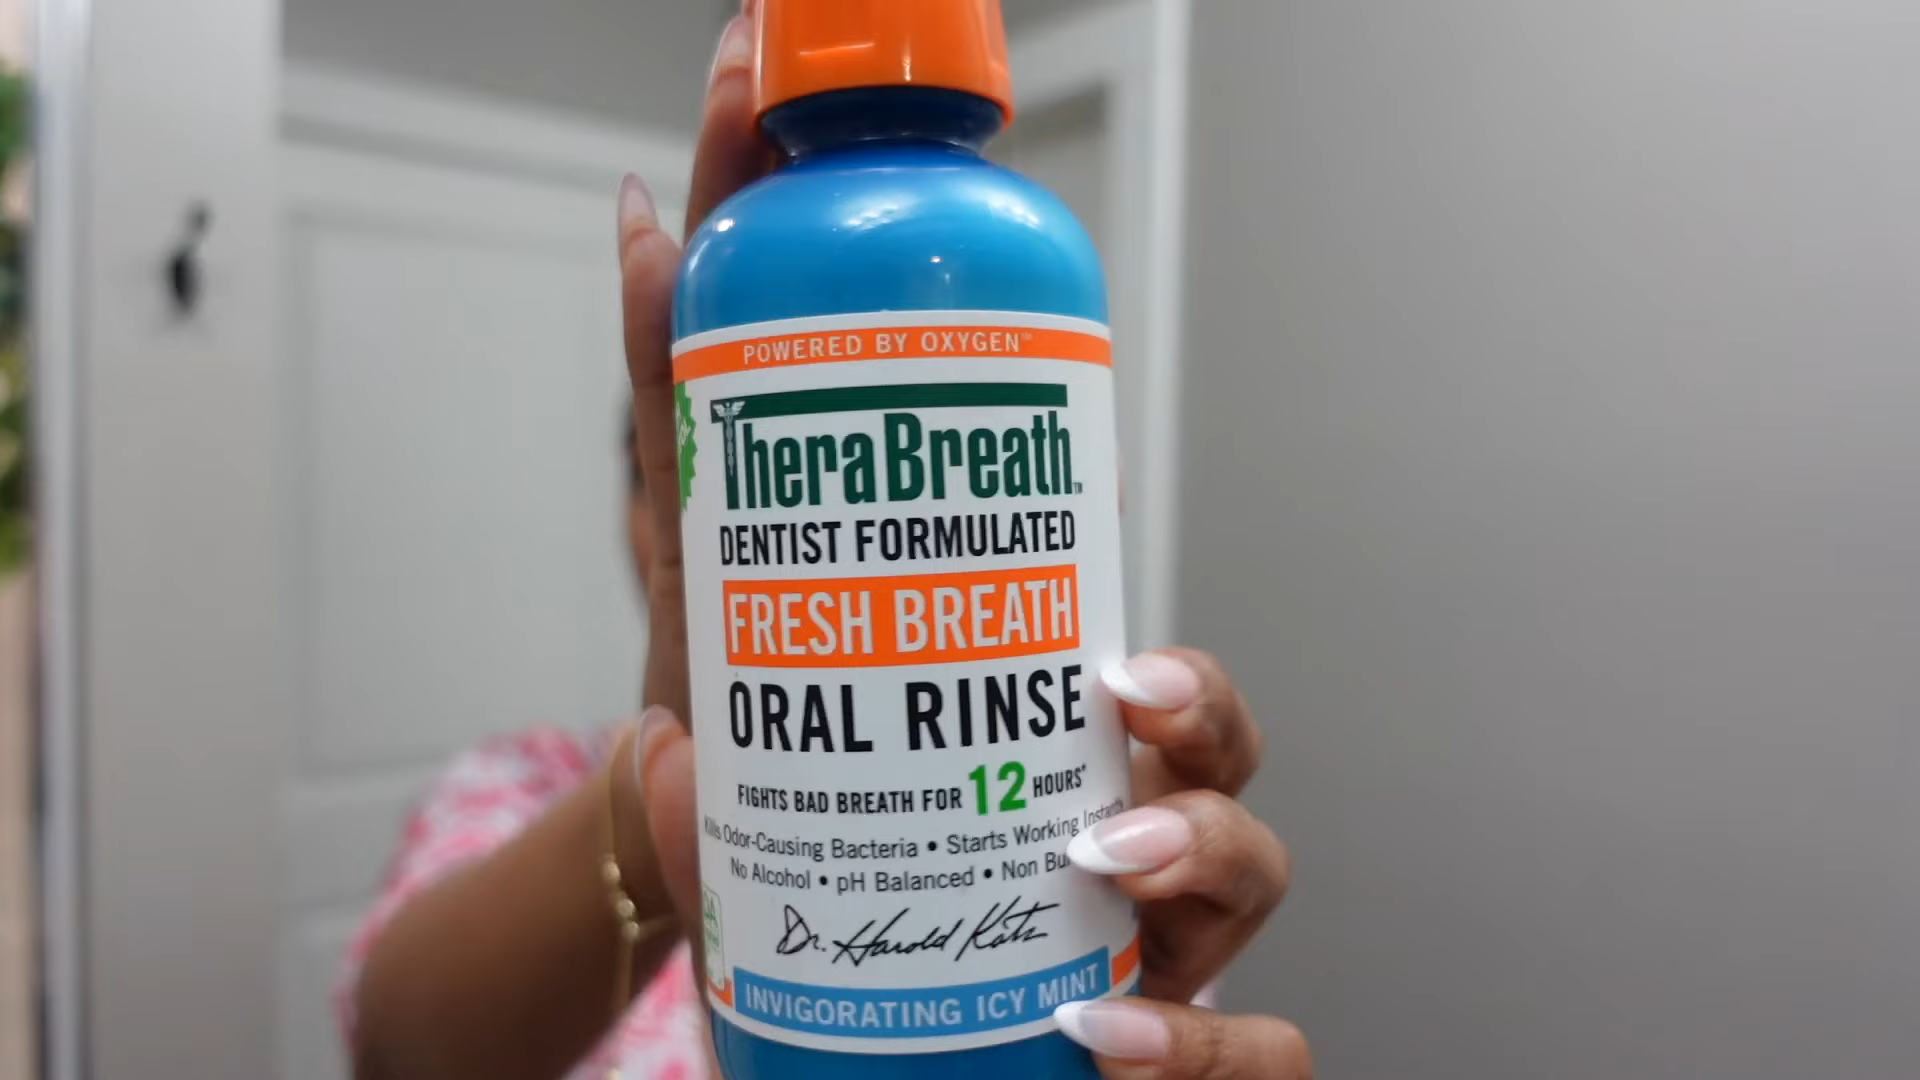 POWERED BY OXYGEN™
TheraBreath™
DENTIST FORMULATED
FRESH BREATH
ORAL RINSE
FIGHTS BAD BREATH FOR 12 HOURS*
Kills Odor-Causing Bacteria • Starts Working Instantly
No Alcohol • pH Balanced • Non
Dr. Harold Katz
INVIGORATING ICY MINT